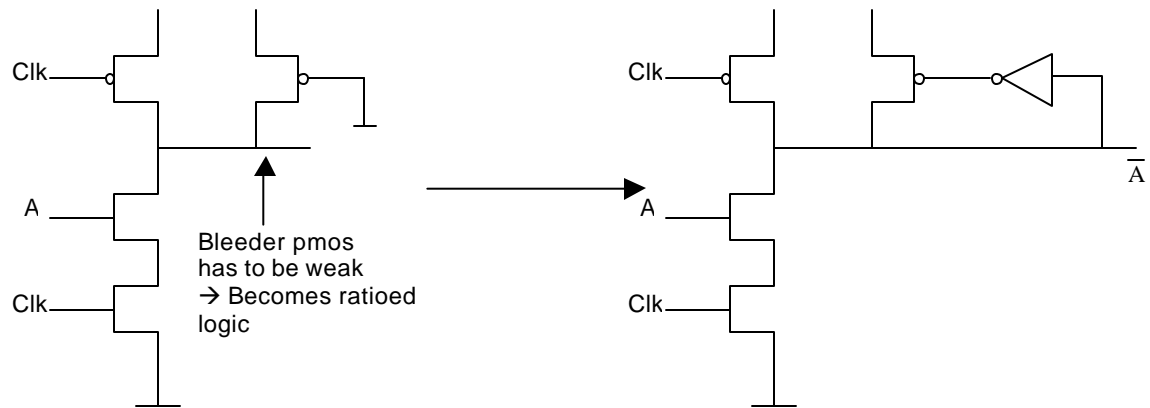 Clk
A
Clk
Bleeder pmos
has to be weak
→ Becomes ratioed
logic
Clk
A
Clk
A̅